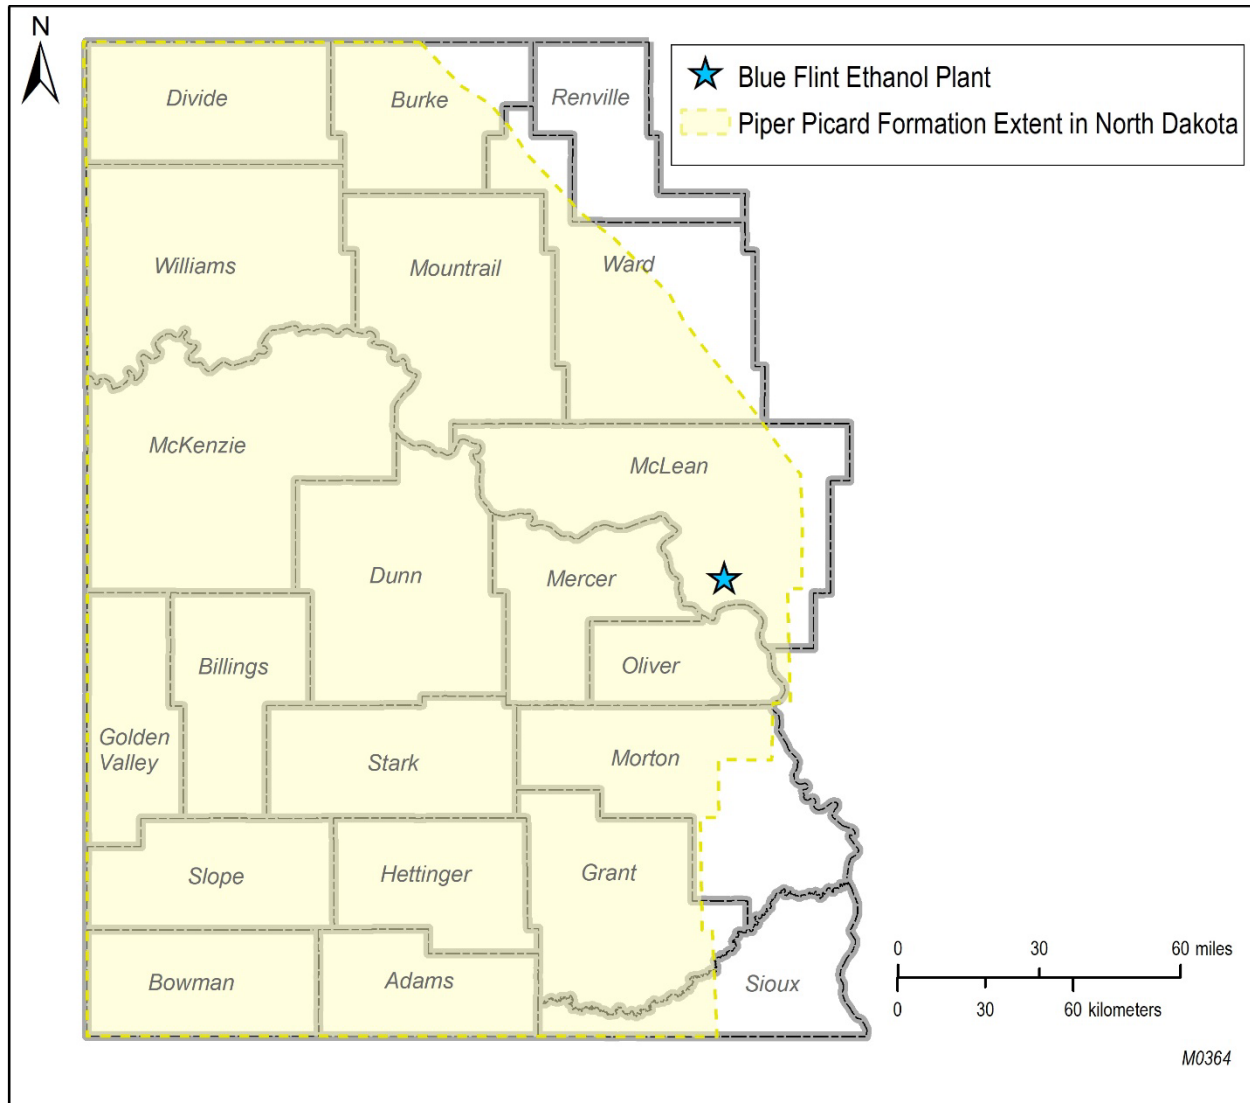 N
Blue Flint Ethanol Plant
Piper Picard Formation Extent in North Dakota
Divide
Burke
Renville
Williams
Mountrail
Ward
McKenzie
McLean
Dunn
Mercer
Billings
Oliver
Golden
Valley
Stark
Morton
Slope
Hettinger
Grant
Bowman
Adams
Sioux
0 30 60 miles
0 30 60 kilometers
M0364